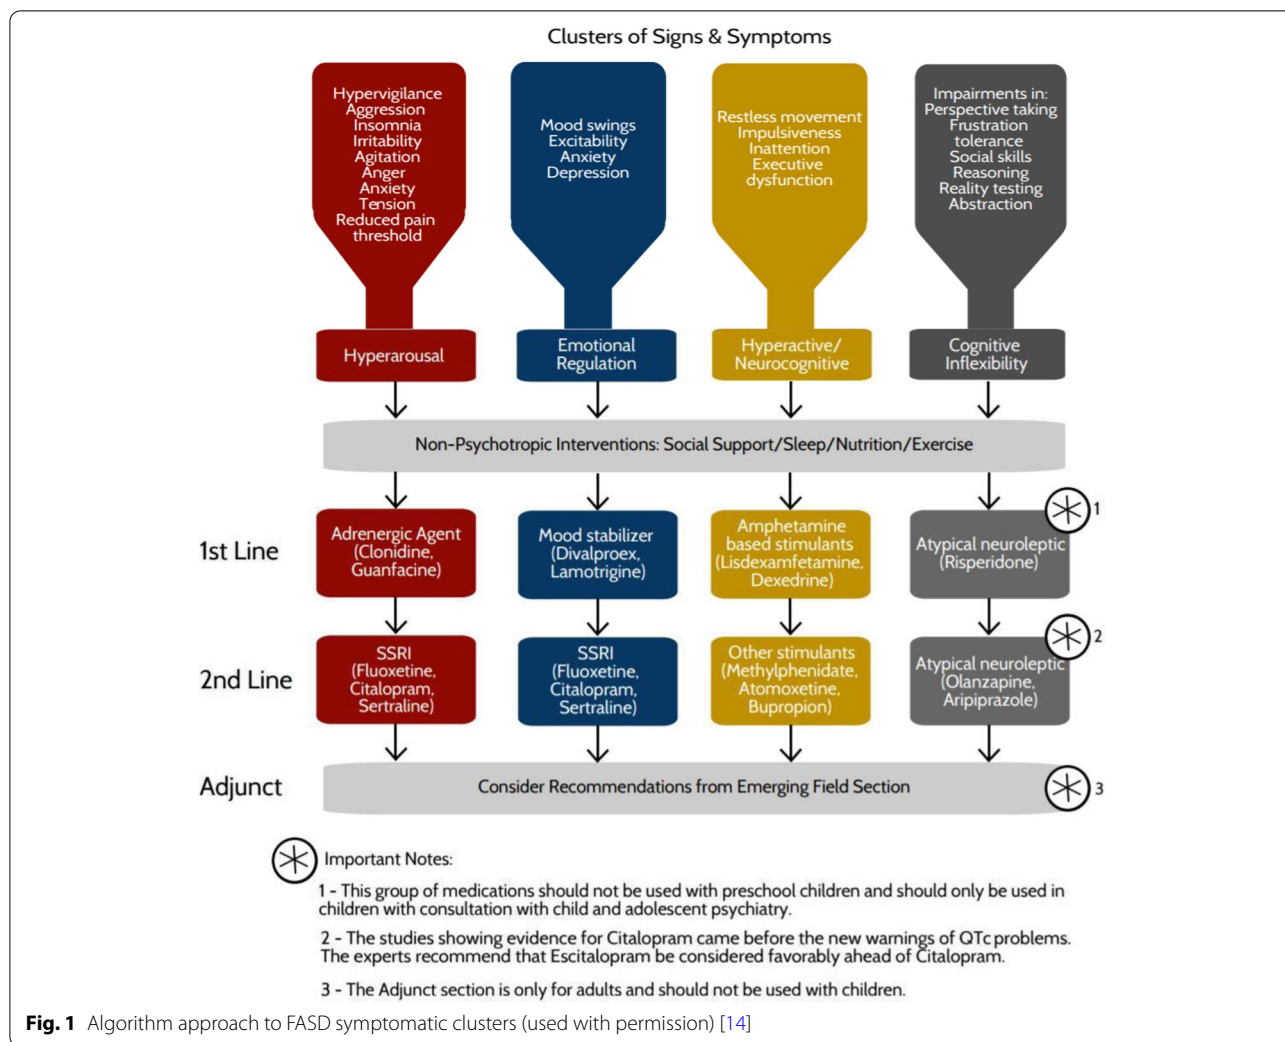 Clusters of Signs & Symptoms
Hypervigilance
Aggression
Insomnia
Irritability
Agitation
Anger
Anxiety
Tension
Reduced pain
threshold
Mood swings
Excitability
Anxiety
Depression
Restless movement
Impulsiveness
Inattention
Executive
dysfunction
Impairments in:
Perspective taking
Frustration
tolerance
Social skills
Reasoning
Reality testing
Abstraction
Hyperarousal
Emotional
Regulation
Hyperactive/
Neurocognitive
Cognitive
Inflexibility
Non-Psychotropic Interventions: Social Support/Sleep/Nutrition/Exercise
1st Line
Adrenergic Agent
(Clonidine,
Guanfacine)
Mood stabilizer
(Divalproex,
Lamotrigine)
Amphetamine
based stimulants
(Lisdexamfetamine,
Dexedrine)
Atypical neuroleptic
(Risperidone)
1
2nd Line
SSRI
(Fluoxetine,
Citalopram,
Sertraline)
SSRI
(Fluoxetine,
Citalopram,
Sertraline)
Other stimulants
(Methylphenidate,
Atomoxetine,
Bupropion)
Atypical neuroleptic
(Olanzapine,
Aripiprazole)
2
Adjunct
Consider Recommendations from Emerging Field Section
3
Important Notes:
1 - This group of medications should not be used with preschool children and should only be used in
children with consultation with child and adolescent psychiatry.
2 - The studies showing evidence for Citalopram came before the new warnings of QTc problems.
The experts recommend that Escitalopram be considered favorably ahead of Citalopram.
3 - The Adjunct section is only for adults and should not be used with children.
Fig. 1 Algorithm approach to FASD symptomatic clusters (used with permission) [14]